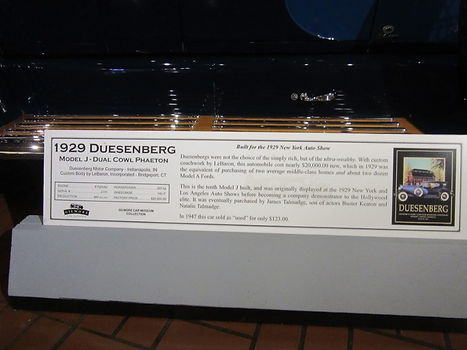 1929 DUESENBERG
MODEL J - DUAL COWL PHAETON
Duesenberg Motor Company - Indianapolis, IN
Custom Body by LeBaron, Incorporated - Bridgeport, CT
GILMORE
GILMORE CAR MUSEUM
COLLECTION
Built for the 1929 New York Auto Show
Duesenbergs were not the choice of the simply rich, but of the ultra-wealthy. With custom
coachwork by LeBaron, this automobile cost nearly $20,000.00 new, which in 1929 was
the equivalent of purchasing of two average middle-class homes and about two dozen
Model A Fords.
This is the tenth Model J built, and was originally displayed at the 1929 New York and
Los Angeles Auto Shows before becoming a company demonstrator to the Hollywood
elite. It was eventually purchased by James Talmadge, son of actors Buster Keaton and
Natalie Talmadge.
In 1947 this car sold as "used" for only $123.00.
DUESENBERG